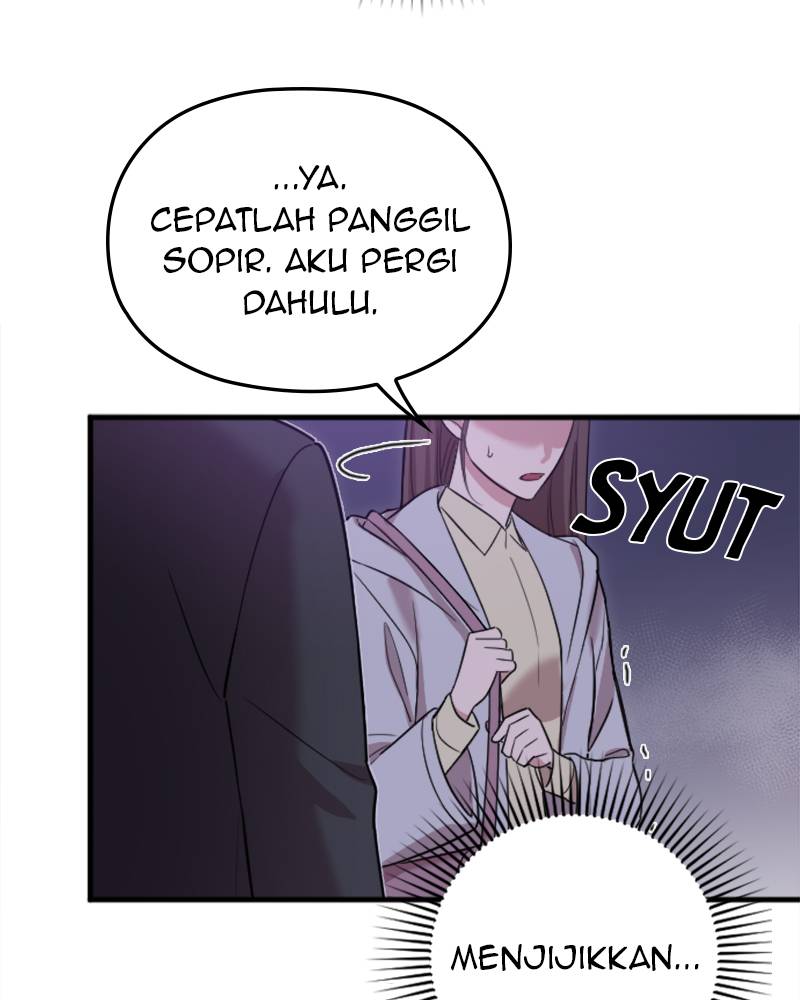 ...YA.
CEPATLAH PANGGIL
SOPIR. AKU PERGI
DAHULU.
SYUT
MENJIJIKKAN...